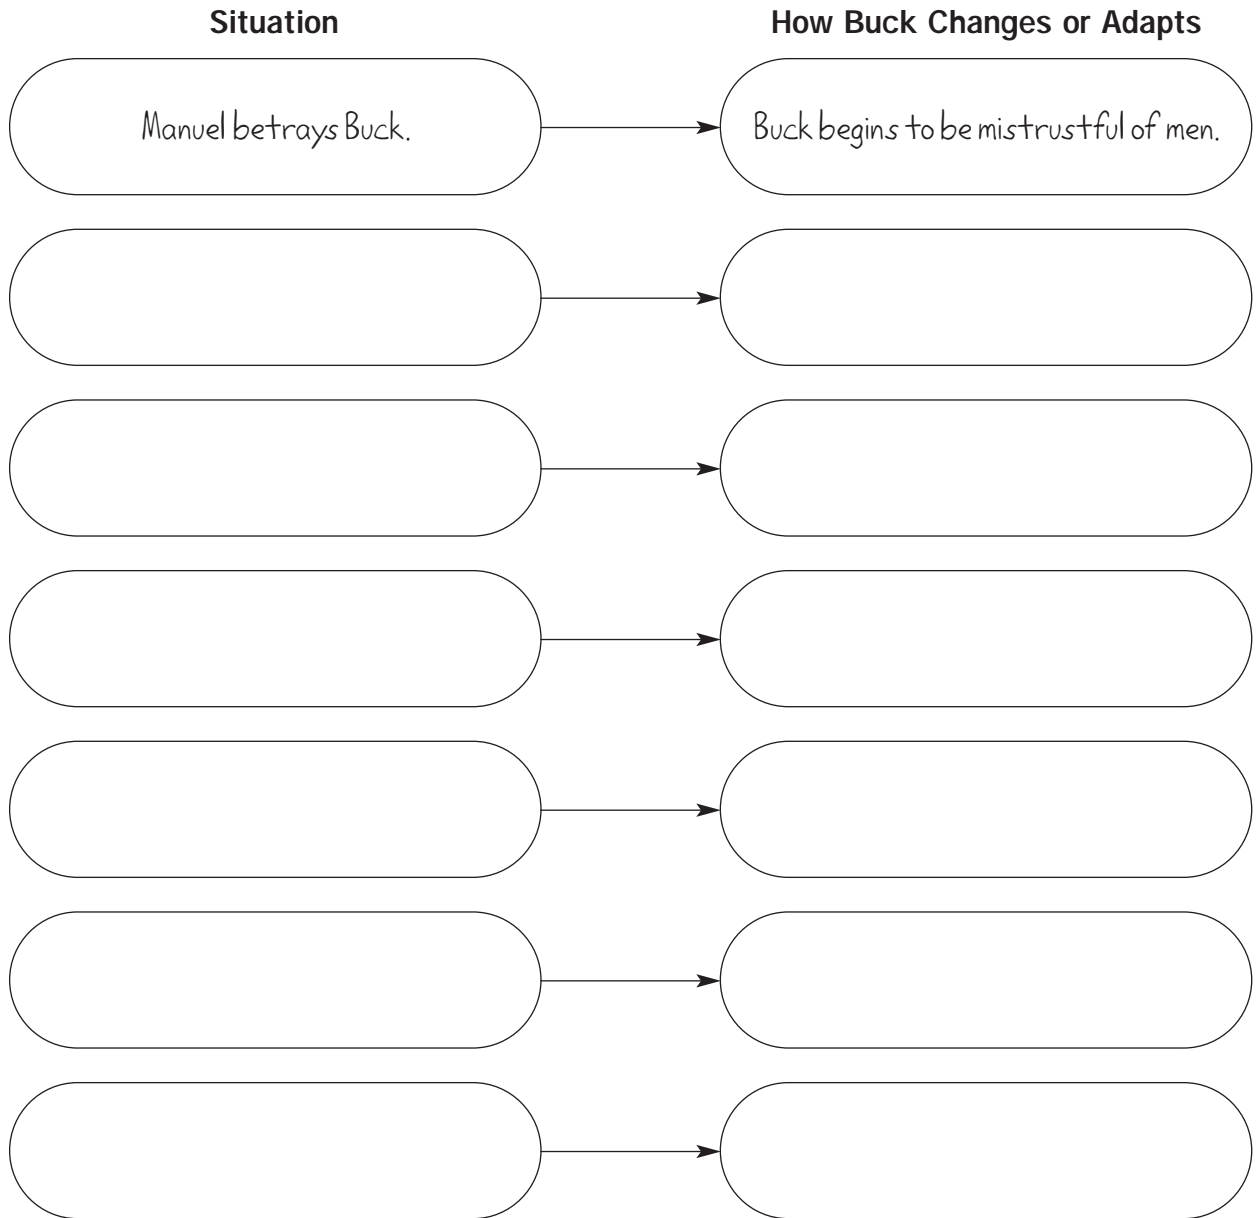 Situation
How Buck Changes or Adapts
Manuel betrays Buck.
Buck begins to be mistrustful of men.